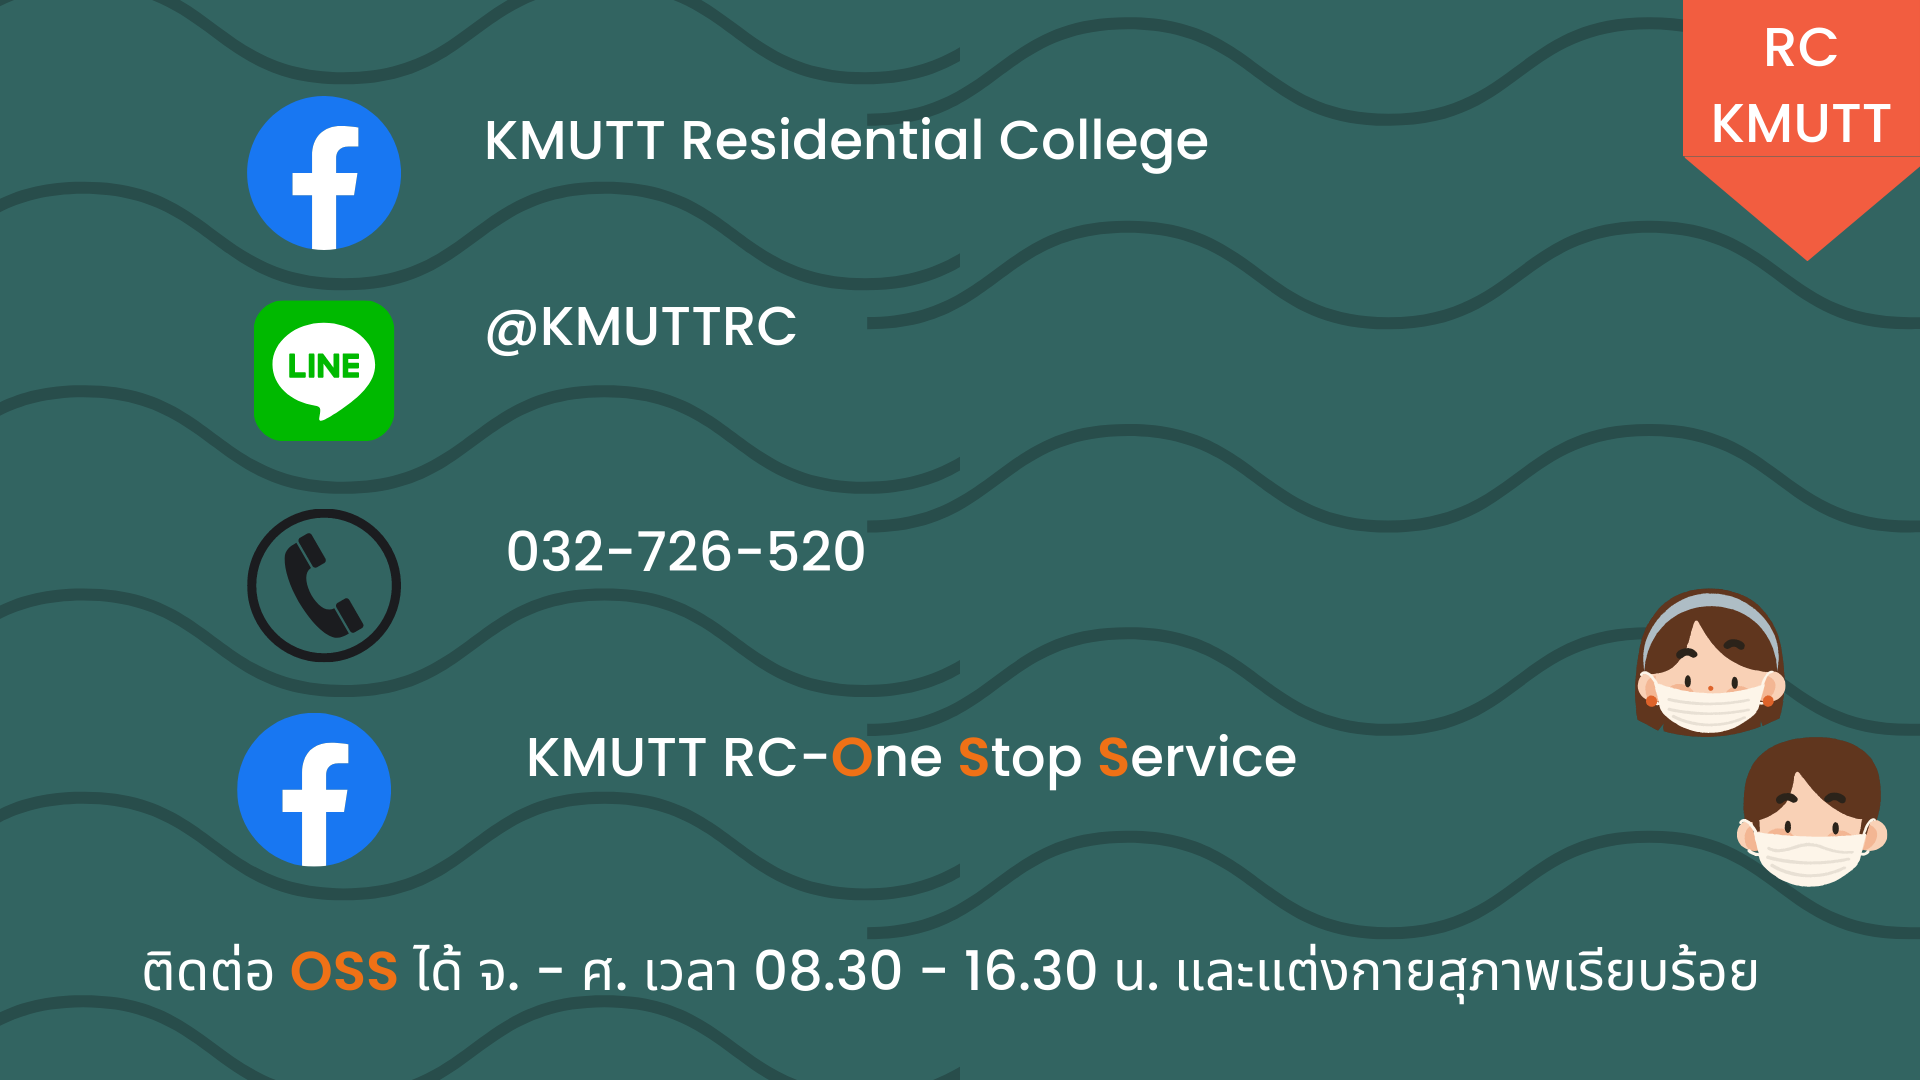 RC
KMUTT
KMUTT Residential College
LINE
@KMUTTRC
032-726-520
KMUTT RC-One Stop Service
ติดต่อ OSS ได้ จ. - ศ. เวลา 08.30 - 16.30 น. และแต่งกายสุภาพเรียบร้อย